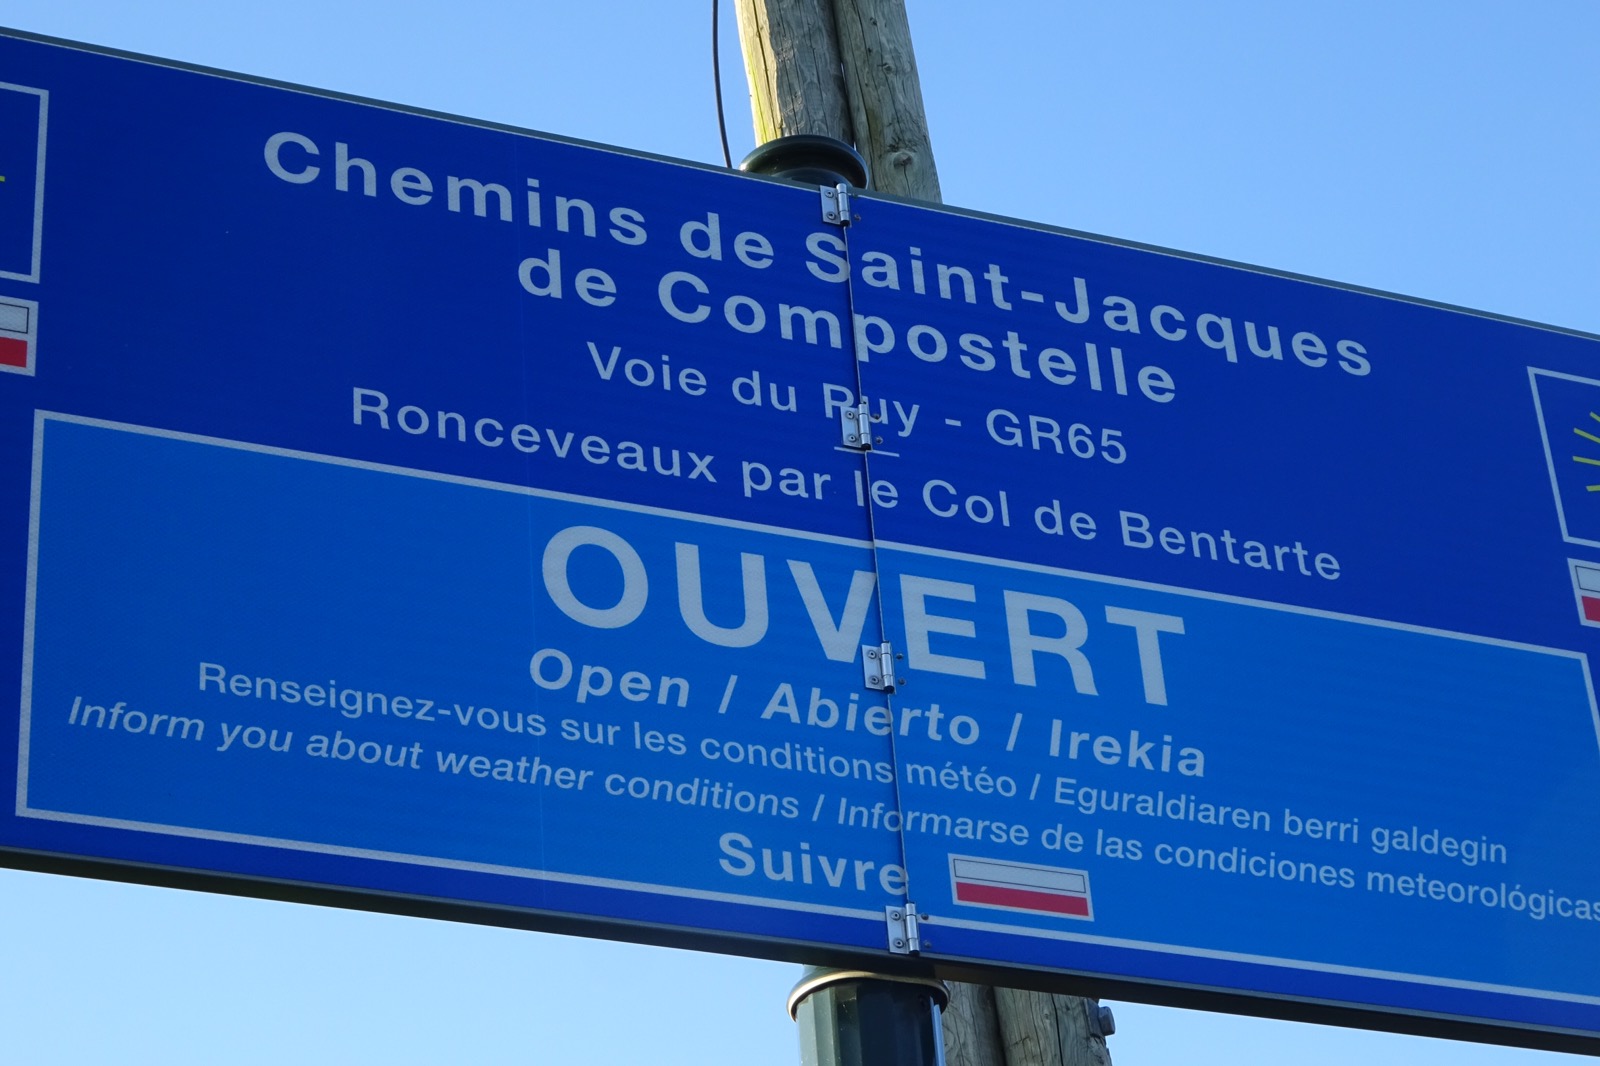 Chemins de Saint-Jacques
de Compostelle
Voie du Puy - GR65
Ronceveaux par le Col de Bentarte
OUVERT
Open / Abierto / Irekia
Renseignez-vous sur les conditions météo / Eguraldiaren berri galdegin
Inform you about weather conditions / Informarse de las condiciones meteorológicas
Suivre